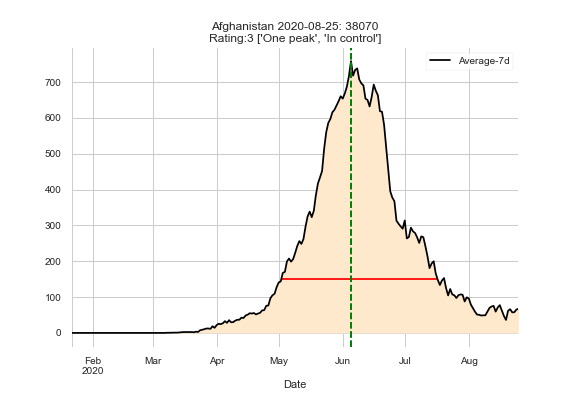 Afghanistan 2020-08-25: 38070
Rating:3 ['One peak', 'In control']
Average-7d
700
600
500
400
300
200
100
0
Feb
2020
Mar
Apr
May
Jun
Jul
Aug
Date